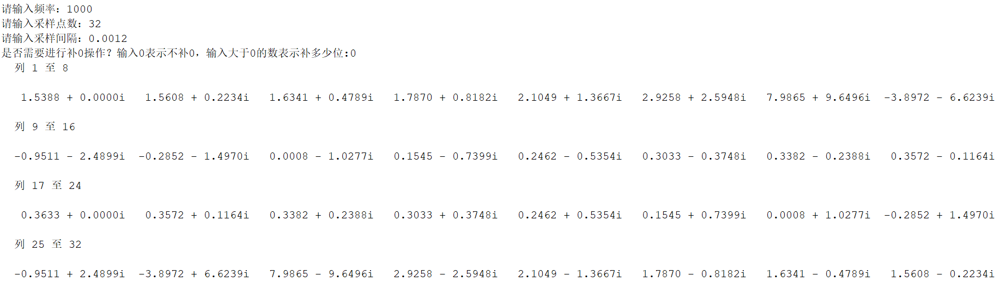 请输入频率：1000
请输入采样点数：32
请输入采样间隔：0.0012
是否需要进行补0操作？输入0表示不补0，输入大于0的数表示补多少位:0
列 1 至 8
1.5388 + 0.0000i 1.5608 + 0.2234i 1.6341 + 0.4789i 1.7870 + 0.8182i 2.1049 + 1.3667i 2.9258 + 2.5948i 7.9865 + 9.6496i -3.8972 - 6.6239i
列 9 至 16
-0.9511 - 2.4899i -0.2852 - 1.4970i 0.0008 - 1.0277i 0.1545 - 0.7399i 0.2462 - 0.5354i 0.3033 - 0.3748i 0.3382 - 0.2388i 0.3572 - 0.1164i
列 17 至 24
0.3633 + 0.0000i 0.3572 + 0.1164i 0.3382 + 0.2388i 0.3033 + 0.3748i 0.2462 + 0.5354i 0.1545 + 0.7399i 0.0008 + 1.0277i -0.2852 + 1.4970i
列 25 至 32
-0.9511 + 2.4899i -3.8972 + 6.6239i 7.9865 - 9.6496i 2.9258 - 2.5948i 2.1049 - 1.3667i 1.7870 - 0.8182i 1.6341 - 0.4789i 1.5608 - 0.2234i